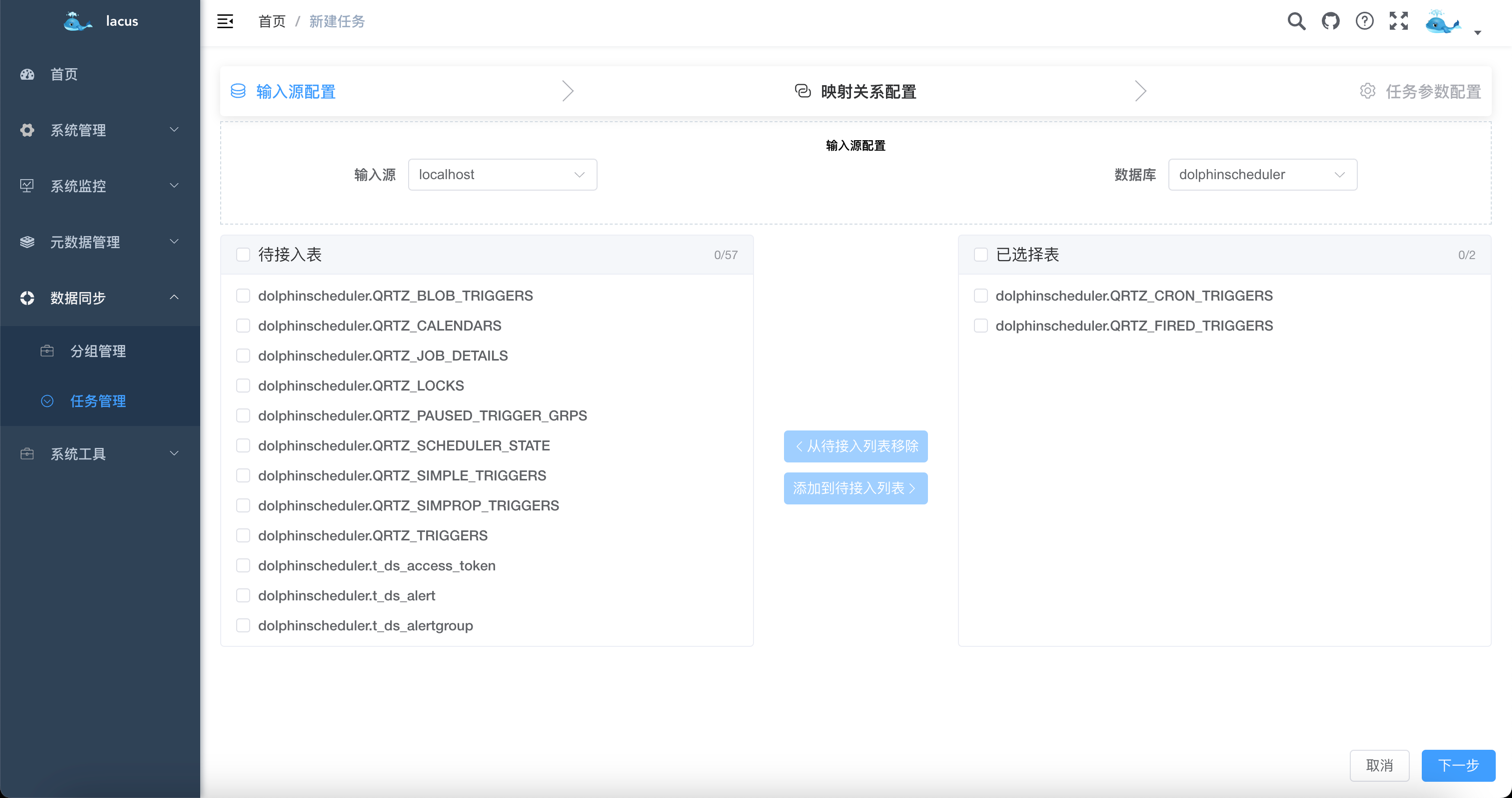 lacus
首页
系统管理
系统监控
元数据管理
数据同步
分组管理
任务管理
系统工具
首页 / 新建任务
输入源配置
映射关系配置
任务参数配置
输入源配置
输入源 localhost
数据库 dolphinscheduler
待接入表 0/57
dolphinscheduler.QRTZ_BLOB_TRIGGERS
dolphinscheduler.QRTZ_CALENDARS
dolphinscheduler.QRTZ_JOB_DETAILS
dolphinscheduler.QRTZ_LOCKS
dolphinscheduler.QRTZ_PAUSED_TRIGGER_GRPS
dolphinscheduler.QRTZ_SCHEDULER_STATE
dolphinscheduler.QRTZ_SIMPLE_TRIGGERS
dolphinscheduler.QRTZ_SIMPROP_TRIGGERS
dolphinscheduler.QRTZ_TRIGGERS
dolphinscheduler.t_ds_access_token
dolphinscheduler.t_ds_alert
dolphinscheduler.t_ds_alertgroup
从待接入列表移除
添加到待接入列表
已选择表 0/2
dolphinscheduler.QRTZ_CRON_TRIGGERS
dolphinscheduler.QRTZ_FIRED_TRIGGERS
取消
下一步